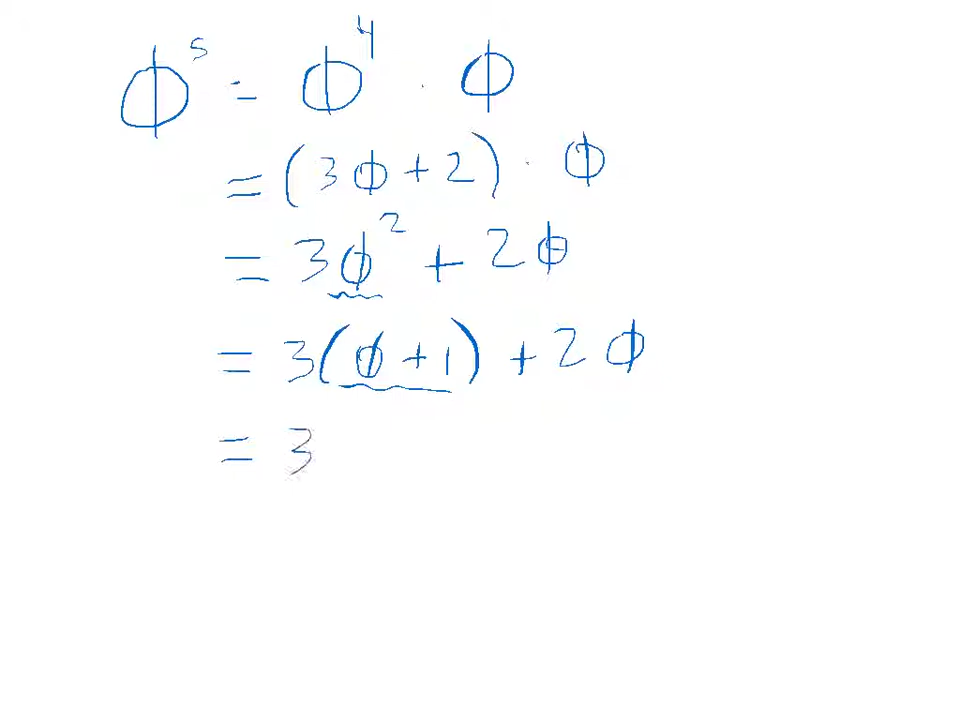 ϕ⁵ = ϕ⁴ · ϕ
= (3ϕ + 2) · ϕ
= 3ϕ² + 2ϕ
= 3(ϕ + 1) + 2ϕ
= 3